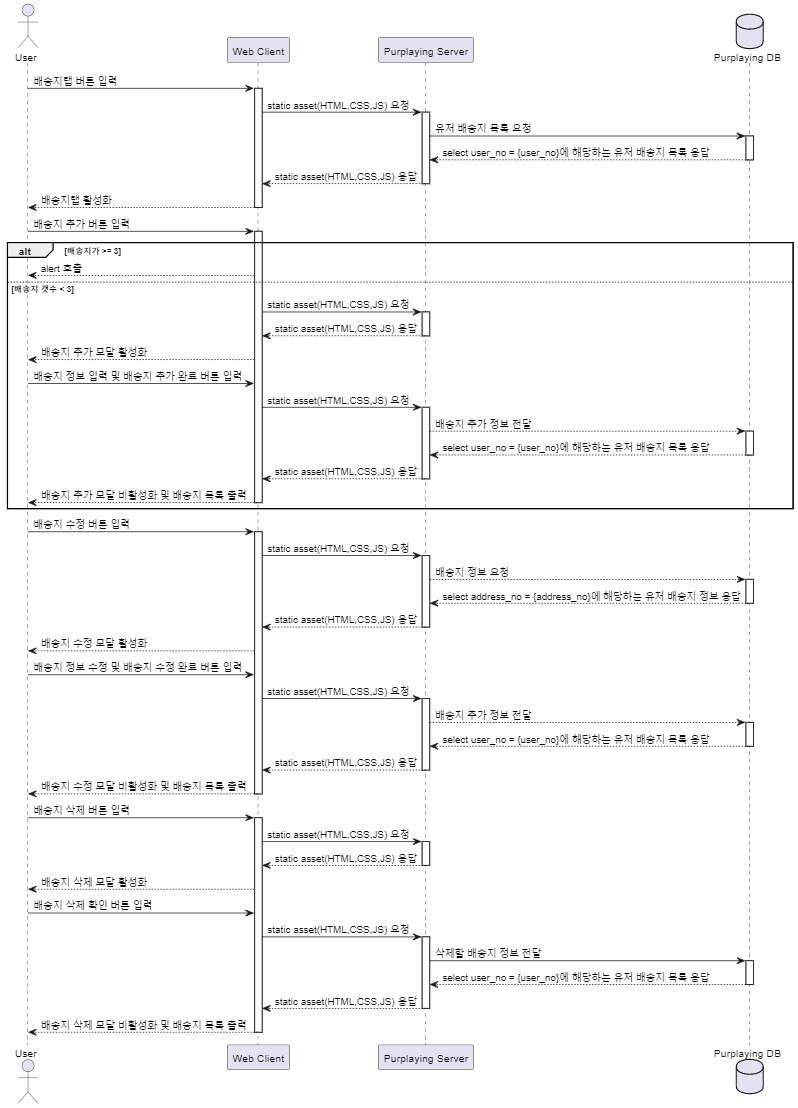 User
Web Client
Purplaying Server
Purplaying DB
배송지탭 버튼 입력
static asset(HTML,CSS,JS) 요청
유저 배송지 목록 요청
select user_no = {user_no}에 해당하는 유저 배송지 목록 응답
static asset(HTML,CSS,JS) 응답
배송지탭 활성화
배송지 추가 버튼 입력
alt
[배송지가 >= 3]
alert 호출
[배송지 갯수 < 3]
static asset(HTML,CSS,JS) 요청
static asset(HTML,CSS,JS) 응답
배송지 추가 모달 활성화
배송지 정보 입력 및 배송지 추가 완료 버튼 입력
static asset(HTML,CSS,JS) 요청
배송지 추가 정보 전달
select user_no = {user_no}에 해당하는 유저 배송지 목록 응답
static asset(HTML,CSS,JS) 응답
배송지 추가 모달 비활성화 및 배송지 목록 출력
배송지 수정 버튼 입력
static asset(HTML,CSS,JS) 요청
배송지 정보 요청
select address_no = {address_no}에 해당하는 유저 배송지 정보 응답
static asset(HTML,CSS,JS) 응답
배송지 수정 모달 활성화
배송지 정보 수정 및 배송지 수정 완료 버튼 입력
static asset(HTML,CSS,JS) 요청
배송지 추가 정보 전달
select user_no = {user_no}에 해당하는 유저 배송지 목록 응답
static asset(HTML,CSS,JS) 응답
배송지 수정 모달 비활성화 및 배송지 목록 출력
배송지 삭제 버튼 입력
static asset(HTML,CSS,JS) 요청
static asset(HTML,CSS,JS) 응답
배송지 삭제 모달 활성화
배송지 삭제 확인 버튼 입력
static asset(HTML,CSS,JS) 요청
삭제할 배송지 정보 전달
select user_no = {user_no}에 해당하는 유저 배송지 목록 응답
static asset(HTML,CSS,JS) 응답
배송지 삭제 모달 비활성화 및 배송지 목록 출력
User
Web Client
Purplaying Server
Purplaying DB